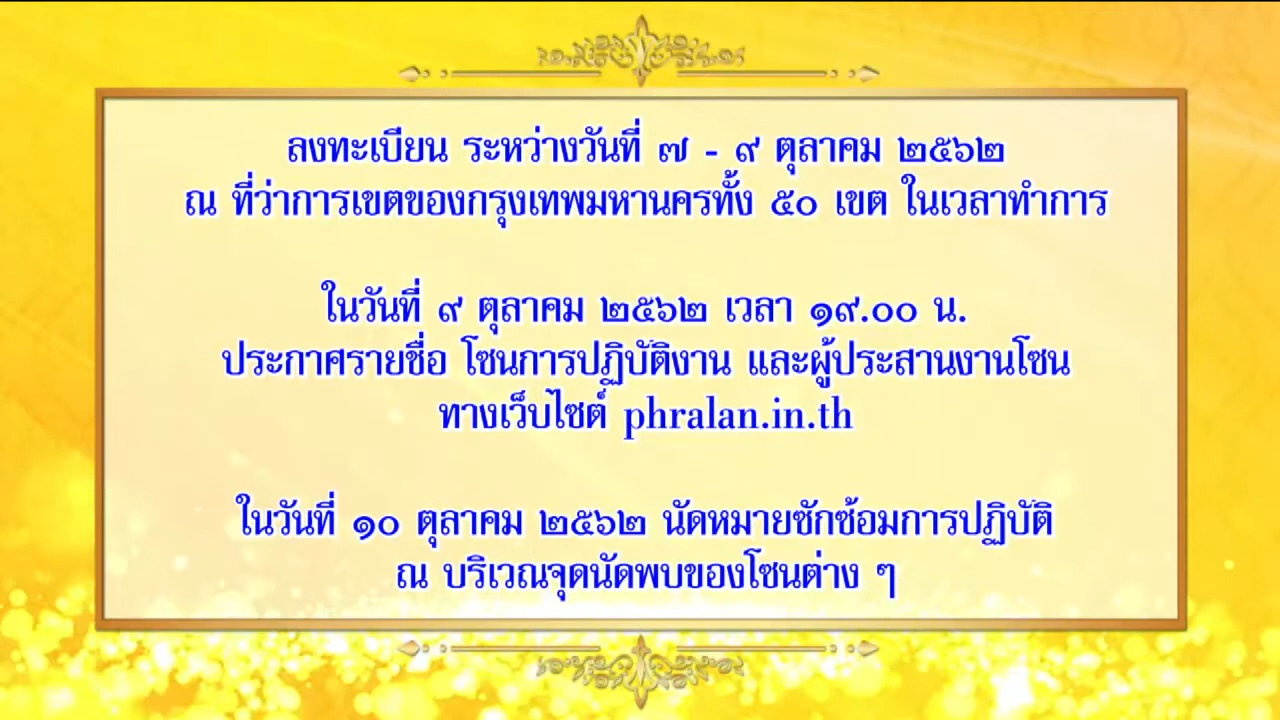 ลงทะเบียน ระหว่างวันที่ ๗ - ๙ ตุลาคม ๒๕๖๒
ณ ที่ว่าการเขตของกรุงเทพมหานครทั้ง ๕๐ เขต ในเวลาทำการ
ในวันที่ ๙ ตุลาคม ๒๕๖๒ เวลา ๑๙.๐๐ น.
ประกาศรายชื่อ โซนการปฏิบัติงาน และผู้ประสานงานโซน
ทางเว็บไซต์ phralan.in.th
ในวันที่ ๑๐ ตุลาคม ๒๕๖๒ นัดหมายซักซ้อมการปฏิบัติ
ณ บริเวณจุดนัดพบของโซนต่าง ๆ